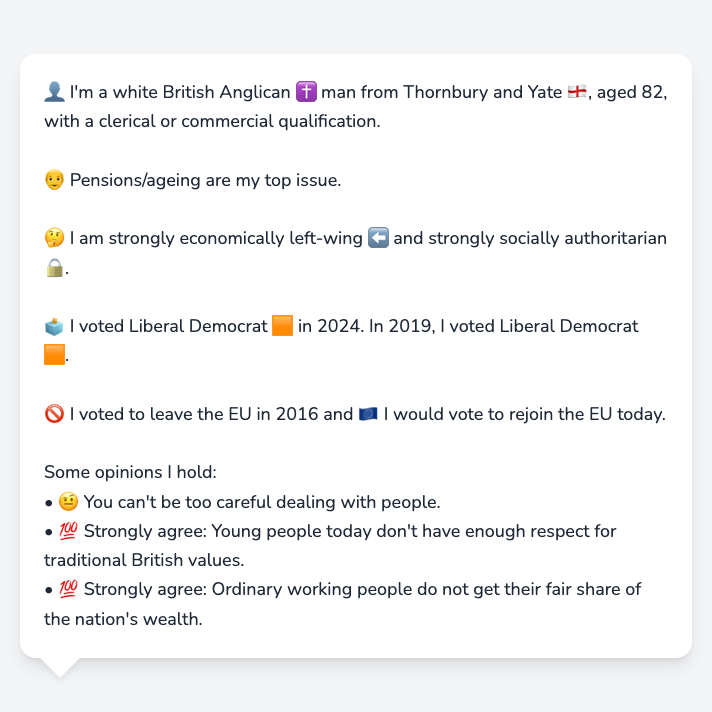 👤 I'm a white British Anglican ✝️ man from Thornbury and Yate 🏴󠁧󠁢󠁥󠁮󠁧󠁿, aged 82,
with a clerical or commercial qualification.
👴 Pensions/ageing are my top issue.
🤔 I am strongly economically left-wing ⬅️ and strongly socially authoritarian
🔒.
🗳️ I voted Liberal Democrat 🟧 in 2024. In 2019, I voted Liberal Democrat
🟧.
🚫 I voted to leave the EU in 2016 and 🇪🇺 I would vote to rejoin the EU today.
Some opinions I hold:
• 🤨 You can't be too careful dealing with people.
• 💯 Strongly agree: Young people today don't have enough respect for
traditional British values.
• 💯 Strongly agree: Ordinary working people do not get their fair share of
the nation's wealth.